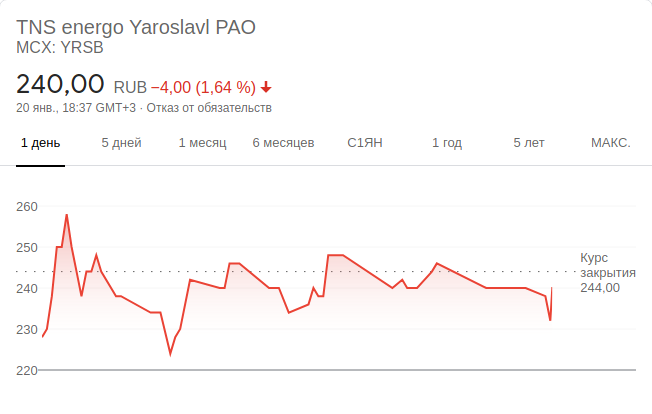 TNS energo Yaroslavl PAO
MCX: YRSB
240,00 RUB −4,00 (1,64 %)
20 янв., 18:37 GMT+3 · Отказ от обязательств
1 день 5 дней 1 месяц 6 месяцев С1ЯН 1 год 5 лет МАКС.
260
250
Курс
закрытия
244,00
240
230
220